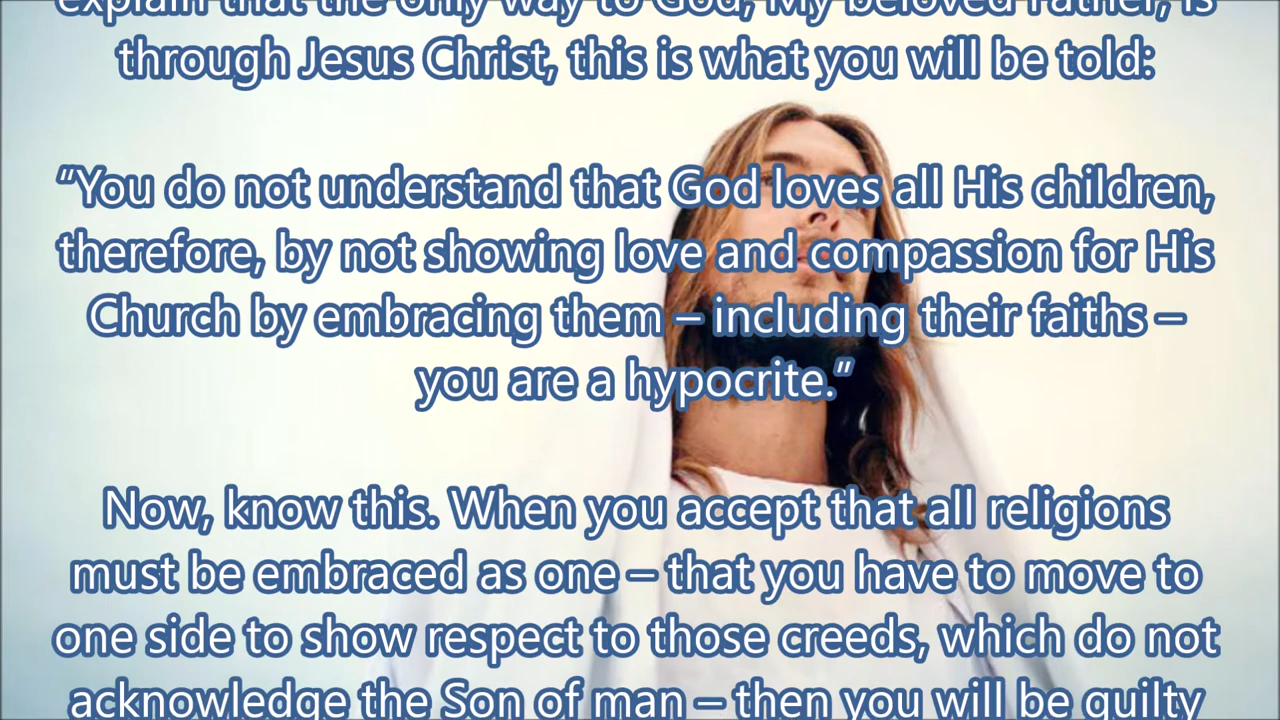 explain that the only way to God, My beloved Father, is
through Jesus Christ, this is what you will be told:
“You do not understand that God loves all His children,
therefore, by not showing love and compassion for His
Church by embracing them – including their faiths –
you are a hypocrite.”
Now, know this. When you accept that all religions
must be embraced as one – that you have to move to
one side to show respect to those creeds, which do not
acknowledge the Son of man – then you will be guilty